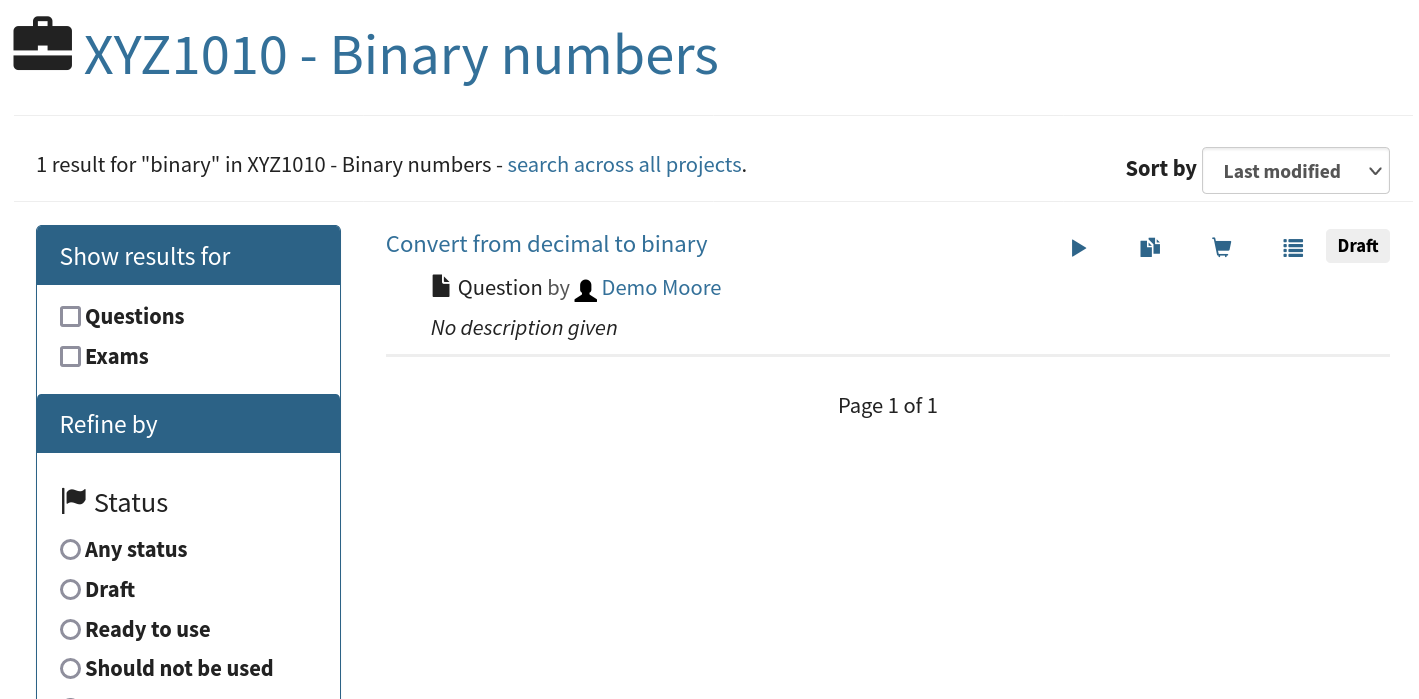 XYZ1010 - Binary numbers
1 result for "binary" in XYZ1010 - Binary numbers - search across all projects.
Sort by Last modified
Show results for
Questions
Exams
Refine by
Status
Any status
Draft
Ready to use
Should not be used
Convert from decimal to binary
Draft
Question by Demo Moore
No description given
Page 1 of 1